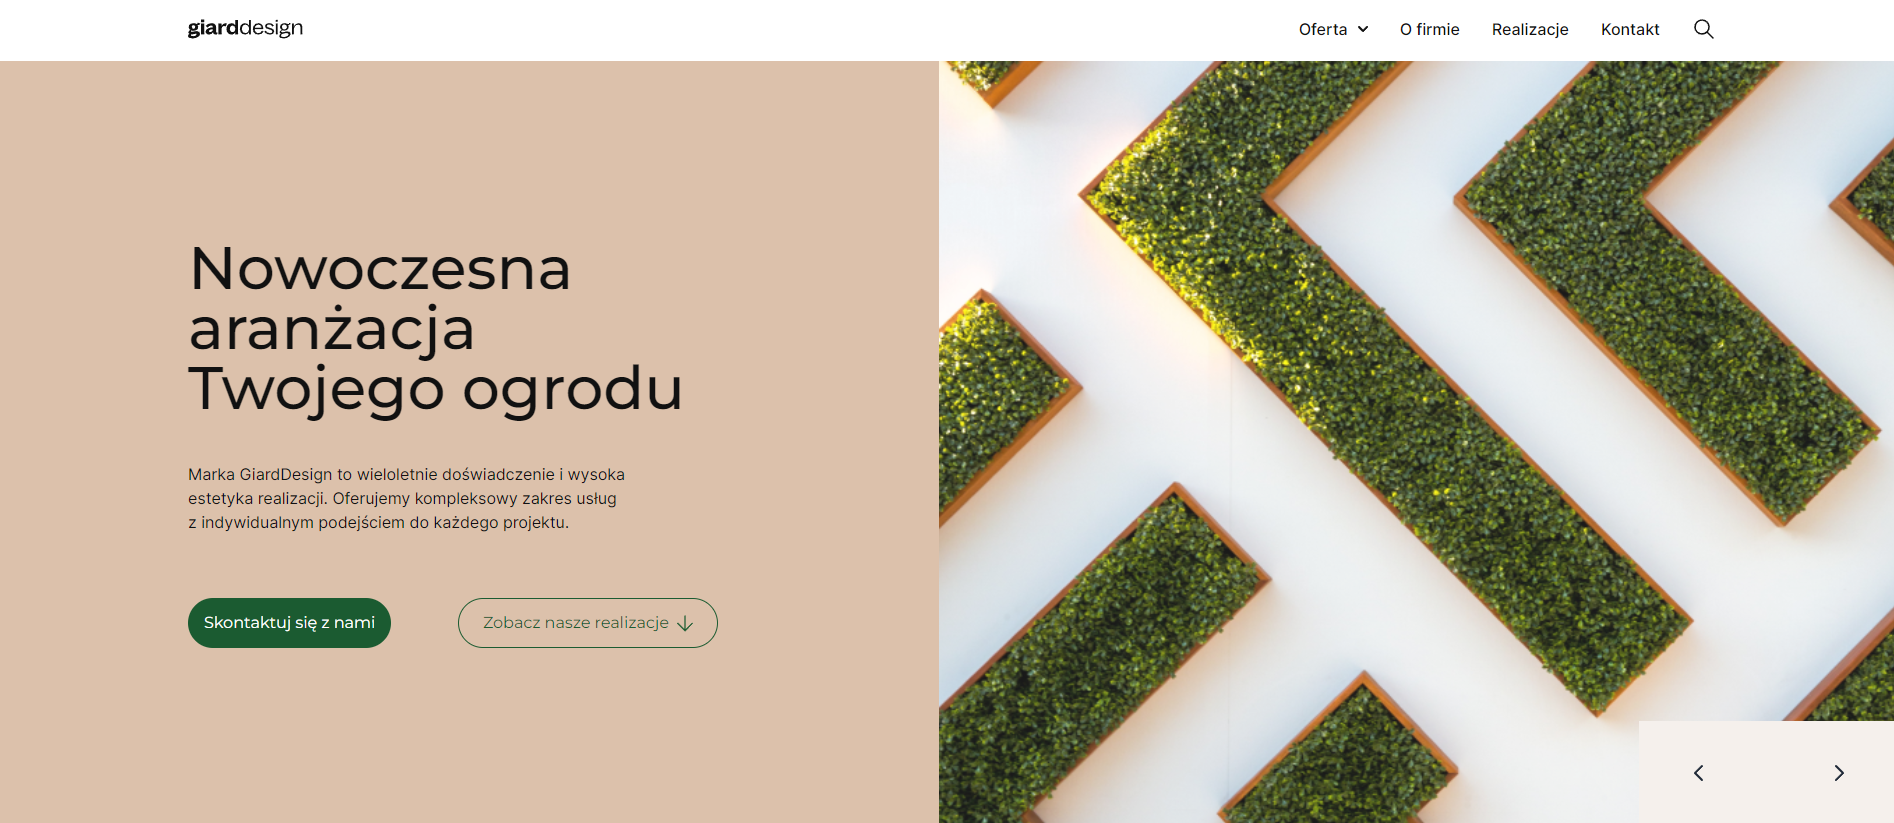 giarddesign
Oferta
O firmie
Realizacje
Kontakt
Nowoczesna
aranżacja
Twojego ogrodu
Marka GiardDesign to wieloletnie doświadczenie i wysoka
estetyka realizacji. Oferujemy kompleksowy zakres usług
z indywidualnym podejściem do każdego projektu.
Skontaktuj się z nami
Zobacz nasze realizacje